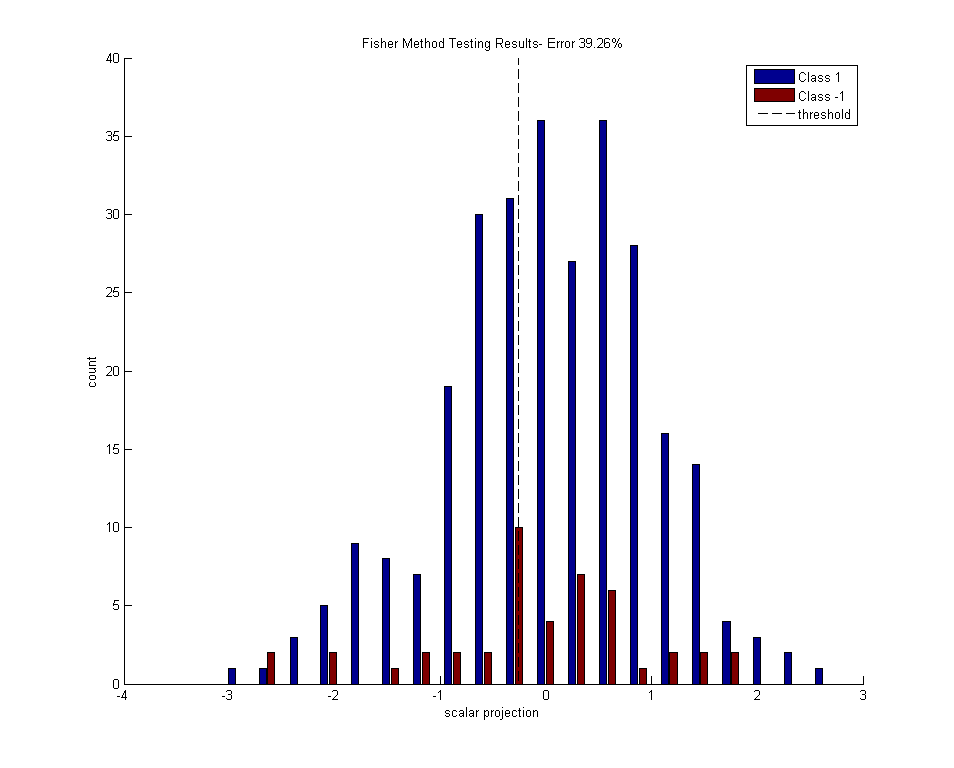 Fisher Method Testing Results- Error 39.26%
Class 1
Class -1
threshold
40
35
30
25
20
15
10
5
0
count
-4 -3 -2 -1 0 1 2 3
scalar projection